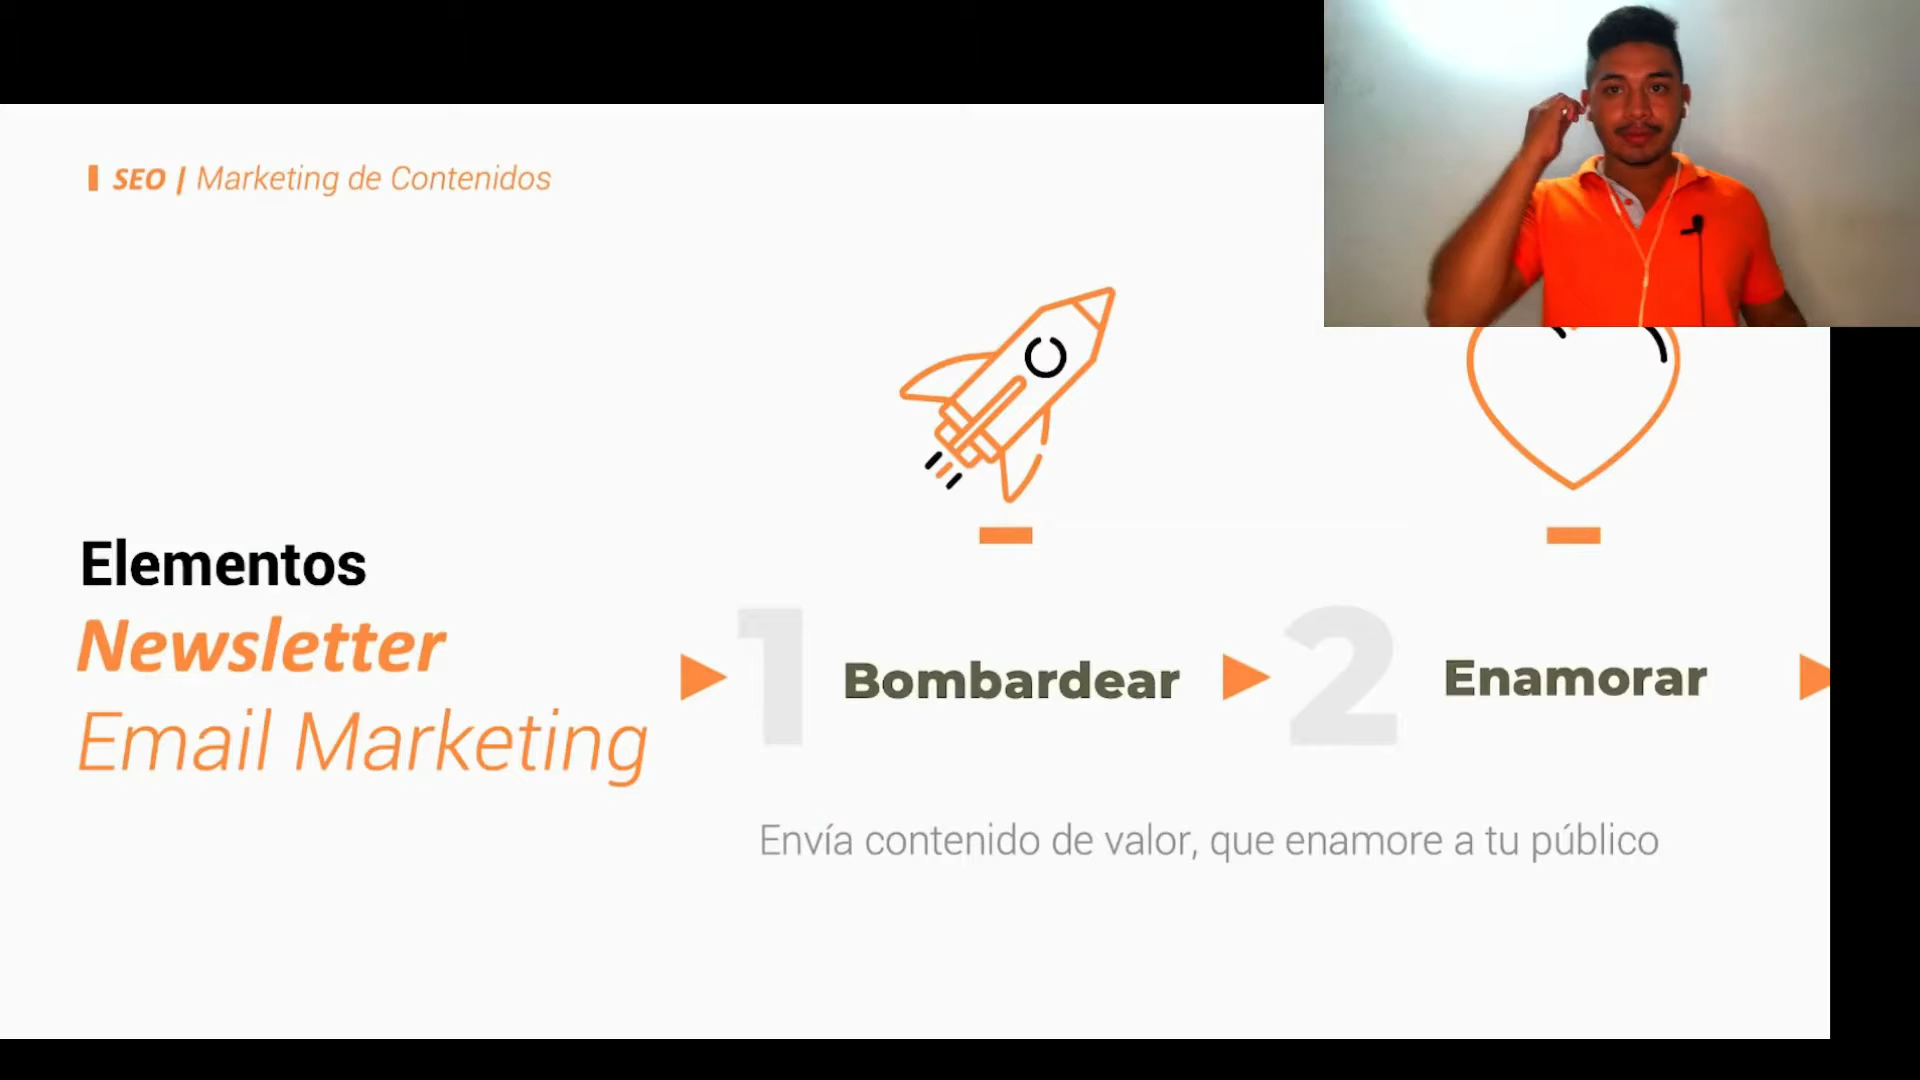 SEO | Marketing de Contenidos
Elementos
Newsletter
Email Marketing
1 Bombardear
2 Enamorar
Envía contenido de valor, que enamore a tu público